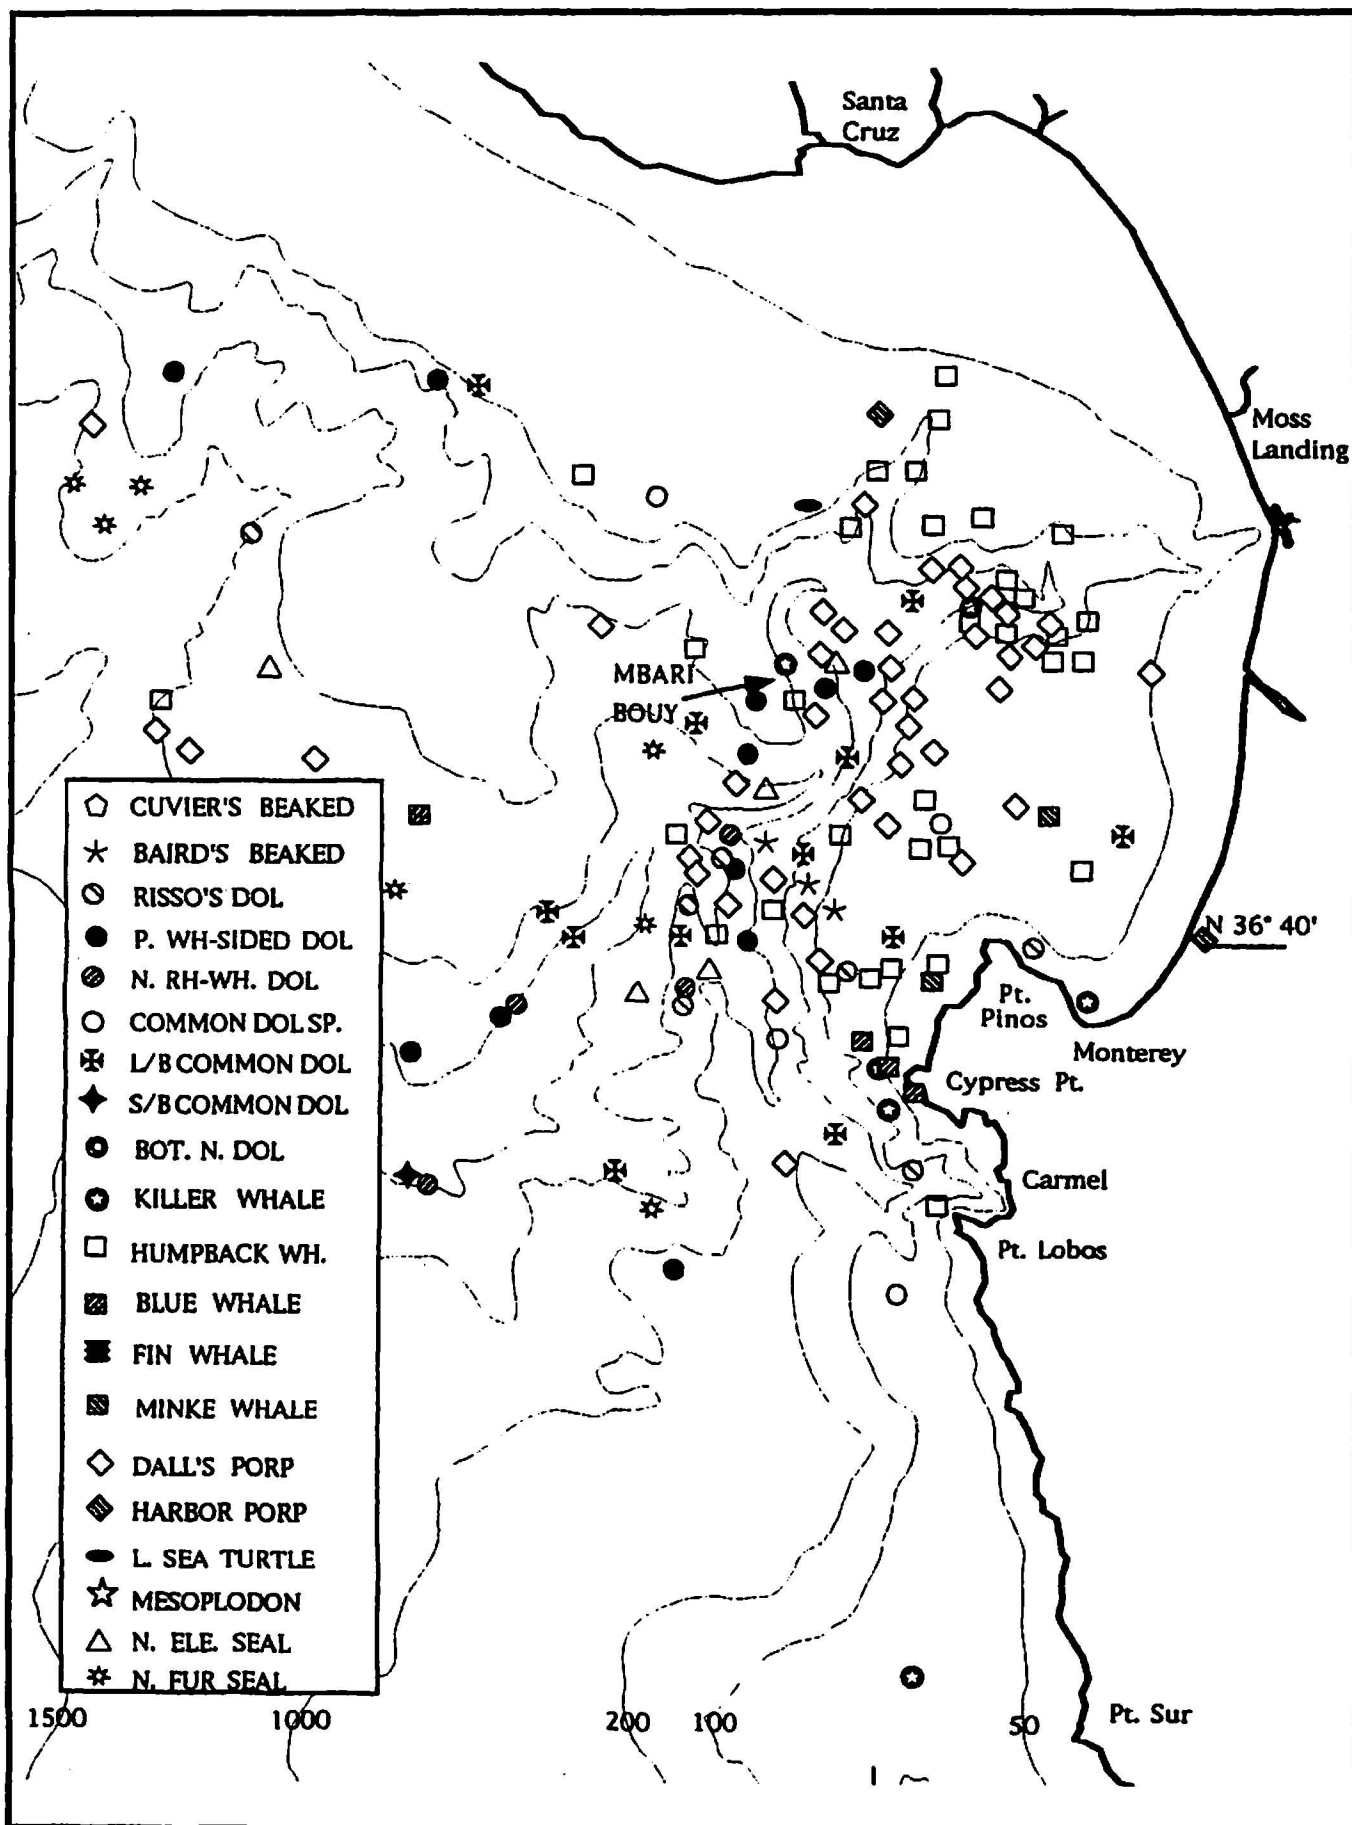 Santa
Cruz
Moss
Landing
MBARI
BOUY
N 36° 40'
Pt.
Pinos
Monterey
Cypress Pt.
Carmel
Pt. Lobos
Pt. Sur
CUVIER'S BEAKED
BAIRD'S BEAKED
RISSO'S DOL
P. WH-SIDED DOL
N. RH-WH. DOL
COMMON DOL SP.
L/B COMMON DOL
S/B COMMON DOL
BOT. N. DOL
KILLER WHALE
HUMPBACK WH.
BLUE WHALE
FIN WHALE
MINKE WHALE
DALL'S PORP
HARBOR PORP
L. SEA TURTLE
MESOPLODON
N. ELE. SEAL
N. FUR SEAL
1500 1000 200 100 50